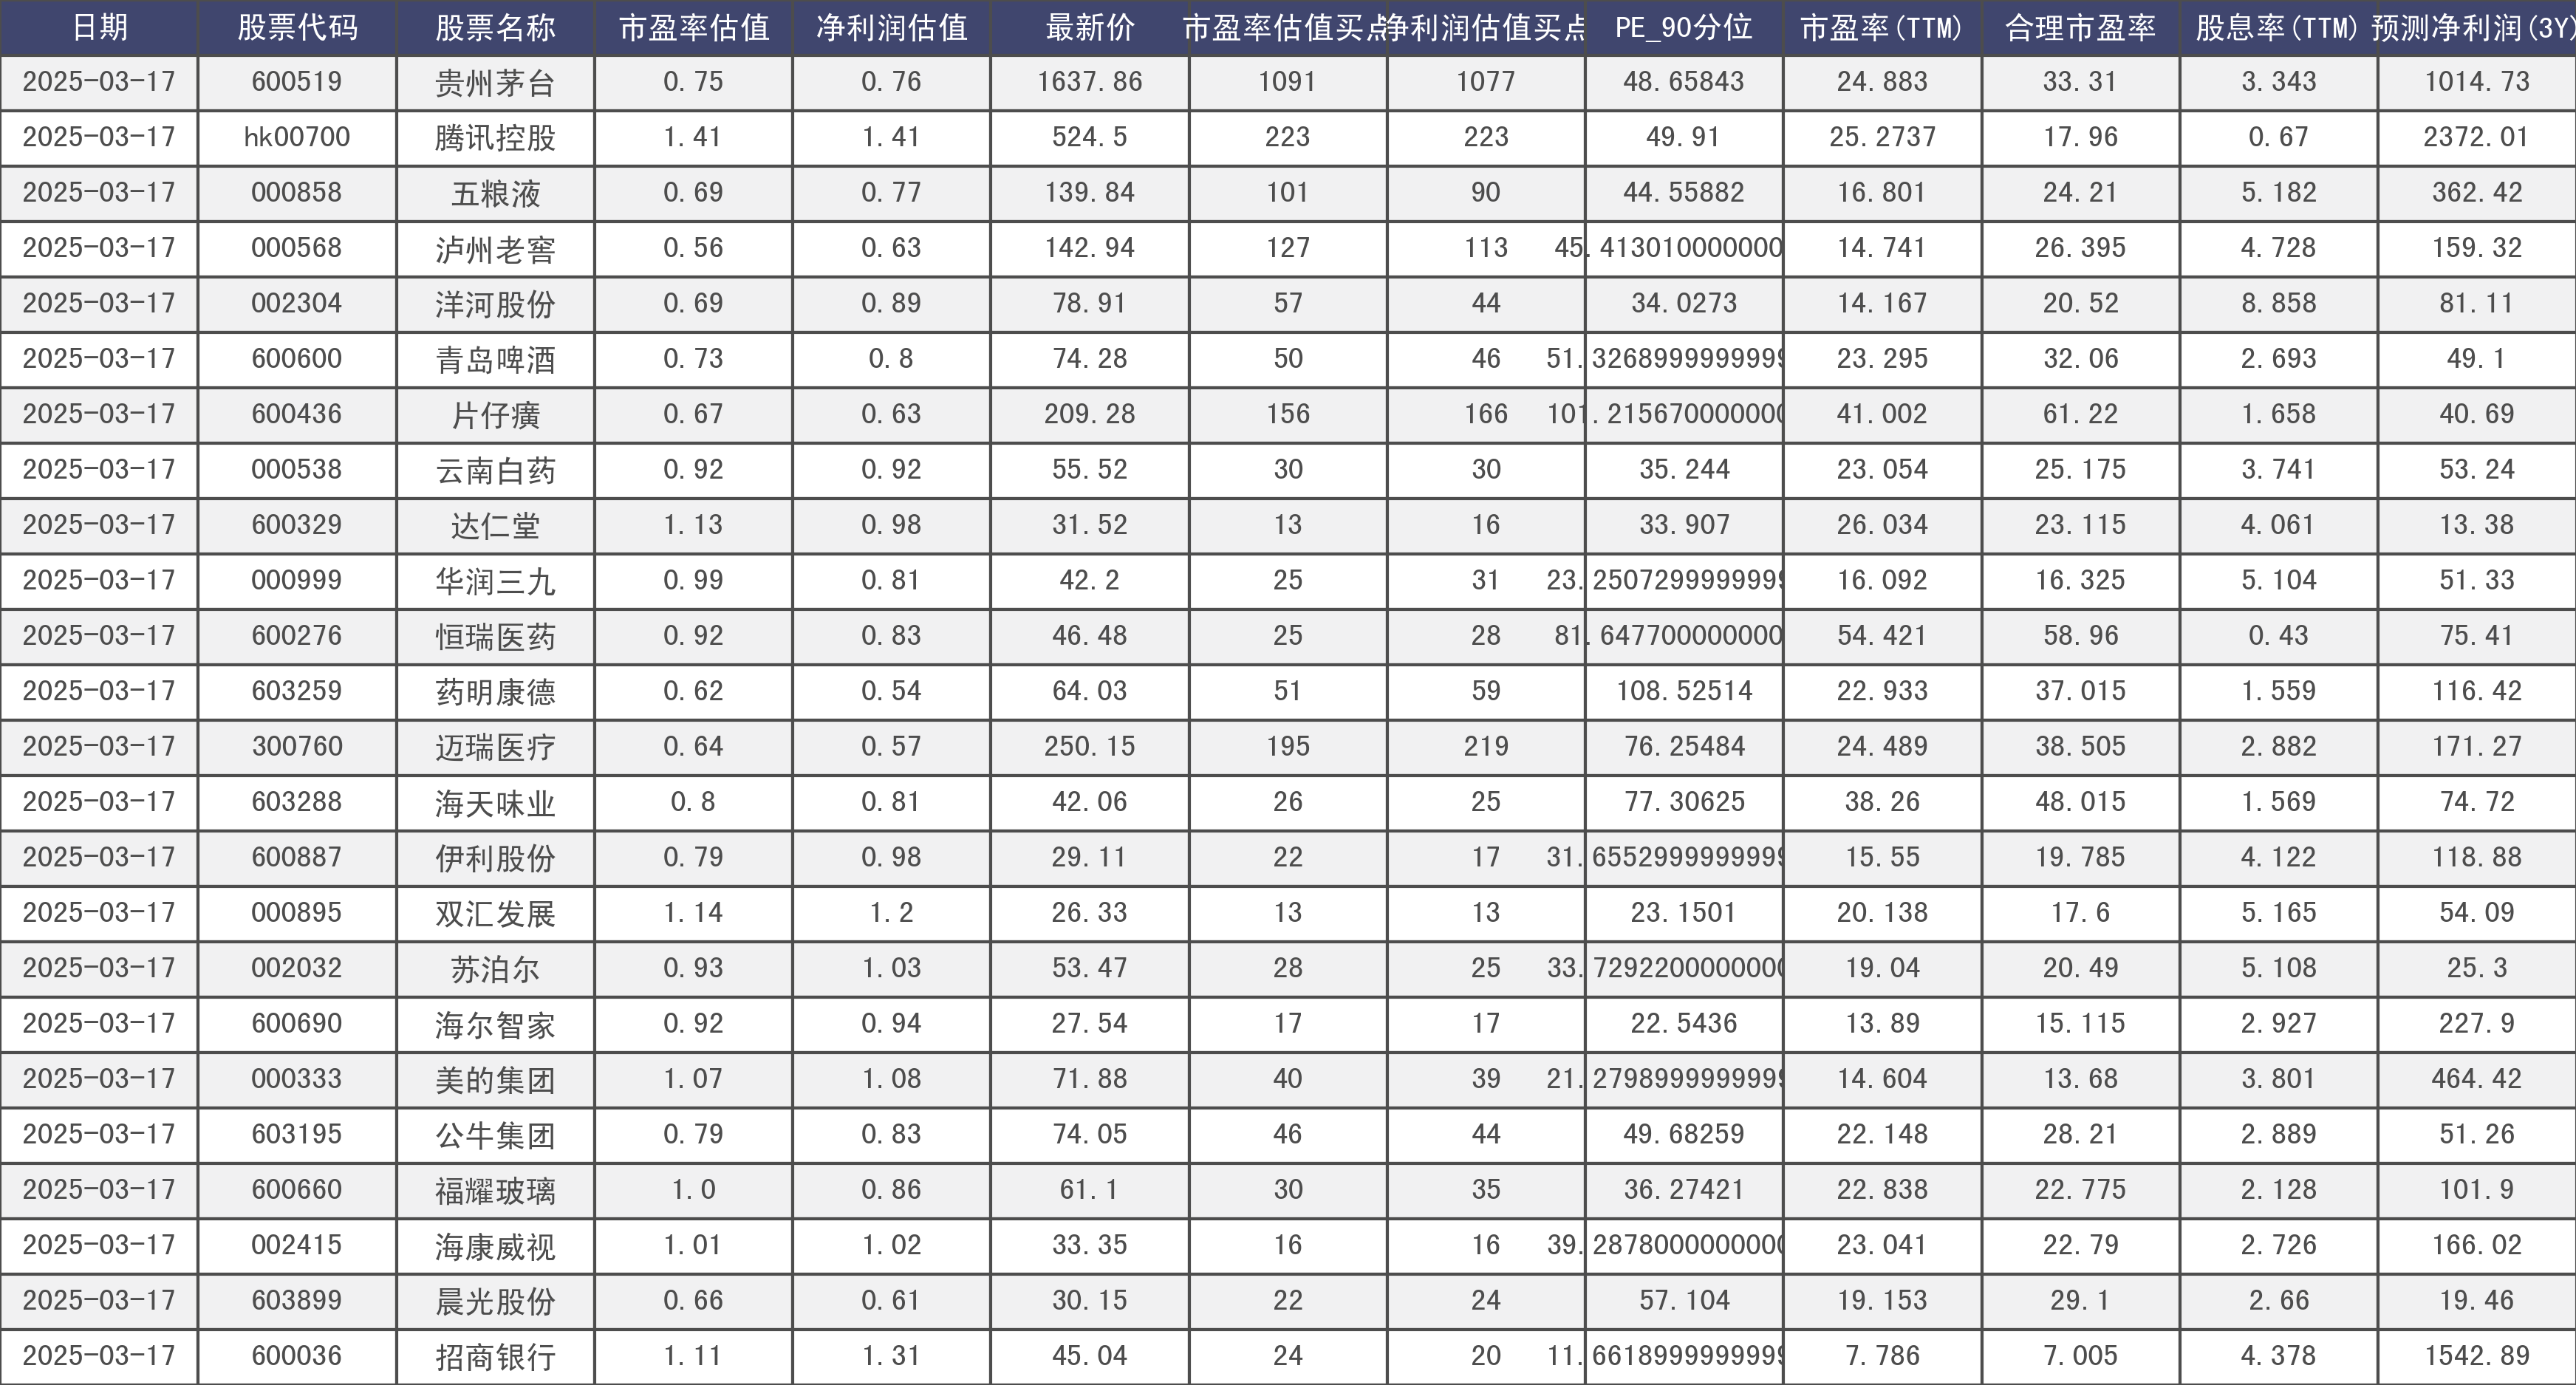 日期 股票代码 股票名称 市盈率估值 净利润估值 最新价 市盈率估值买点 净利润估值买点 PE_90分位 市盈率(TTM) 合理市盈率 股息率(TTM) 预测净利润(3Y)
2025-03-17 600519 贵州茅台 0.75 0.76 1637.86 1091 1077 48.65843 24.883 33.31 3.343 1014.73
2025-03-17 hk00700 腾讯控股 1.41 1.41 524.5 223 223 49.91 25.2737 17.96 0.67 2372.01
2025-03-17 000858 五粮液 0.69 0.77 139.84 101 90 44.55882 16.801 24.21 5.182 362.42
2025-03-17 000568 泸州老窖 0.56 0.63 142.94 127 113 45.413010000000 14.741 26.395 4.728 159.32
2025-03-17 002304 洋河股份 0.69 0.89 78.91 57 44 34.0273 14.167 20.52 8.858 81.11
2025-03-17 600600 青岛啤酒 0.73 0.8 74.28 50 46 51.3268999999999 23.295 32.06 2.693 49.1
2025-03-17 600436 片仔癀 0.67 0.63 209.28 156 166 101.215670000000 41.002 61.22 1.658 40.69
2025-03-17 000538 云南白药 0.92 0.92 55.52 30 30 35.244 23.054 25.175 3.741 53.24
2025-03-17 600329 达仁堂 1.13 0.98 31.52 13 16 33.907 26.034 23.115 4.061 13.38
2025-03-17 000999 华润三九 0.99 0.81 42.2 25 31 23.2507299999999 16.092 16.325 5.104 51.33
2025-03-17 600276 恒瑞医药 0.92 0.83 46.48 25 28 81.647700000000 54.421 58.96 0.43 75.41
2025-03-17 603259 药明康德 0.62 0.54 64.03 51 59 108.52514 22.933 37.015 1.559 116.42
2025-03-17 300760 迈瑞医疗 0.64 0.57 250.15 195 219 76.25484 24.489 38.505 2.882 171.27
2025-03-17 603288 海天味业 0.8 0.81 42.06 26 25 77.30625 38.26 48.015 1.569 74.72
2025-03-17 600887 伊利股份 0.79 0.98 29.11 22 17 31.6552999999999 15.55 19.785 4.122 118.88
2025-03-17 000895 双汇发展 1.14 1.2 26.33 13 13 23.1501 20.138 17.6 5.165 54.09
2025-03-17 002032 苏泊尔 0.93 1.03 53.47 28 25 33.7292200000000 19.04 20.49 5.108 25.3
2025-03-17 600690 海尔智家 0.92 0.94 27.54 17 17 22.5436 13.89 15.115 2.927 227.9
2025-03-17 000333 美的集团 1.07 1.08 71.88 40 39 21.2798999999999 14.604 13.68 3.801 464.42
2025-03-17 603195 公牛集团 0.79 0.83 74.05 46 44 49.68259 22.148 28.21 2.889 51.26
2025-03-17 600660 福耀玻璃 1.0 0.86 61.1 30 35 36.27421 22.838 22.775 2.128 101.9
2025-03-17 002415 海康威视 1.01 1.02 33.35 16 16 39.2878000000000 23.041 22.79 2.726 166.02
2025-03-17 603899 晨光股份 0.66 0.61 30.15 22 24 57.104 19.153 29.1 2.66 19.46
2025-03-17 600036 招商银行 1.11 1.31 45.04 24 20 11.6618999999999 7.786 7.005 4.378 1542.89